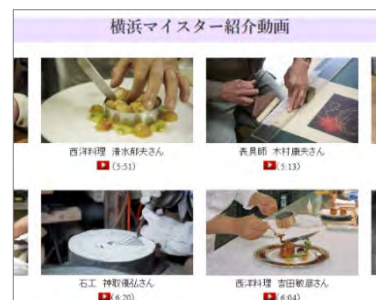 横浜マイスター紹介動画
西洋料理 清水郁夫さん
(5:51)
表具師 木村康夫さん
(5:13)
石工 神取優弘さん
(6:20)
西洋料理 吉田敏彦さん
(6:04)